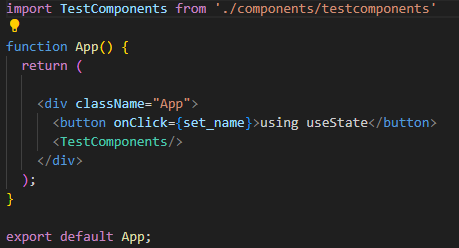 import TestComponents from './components/testcomponents'
function App() {
return (
<div className="App">
<button onClick={set_name}>using useState</button>
<TestComponents/>
</div>
);
}
export default App;